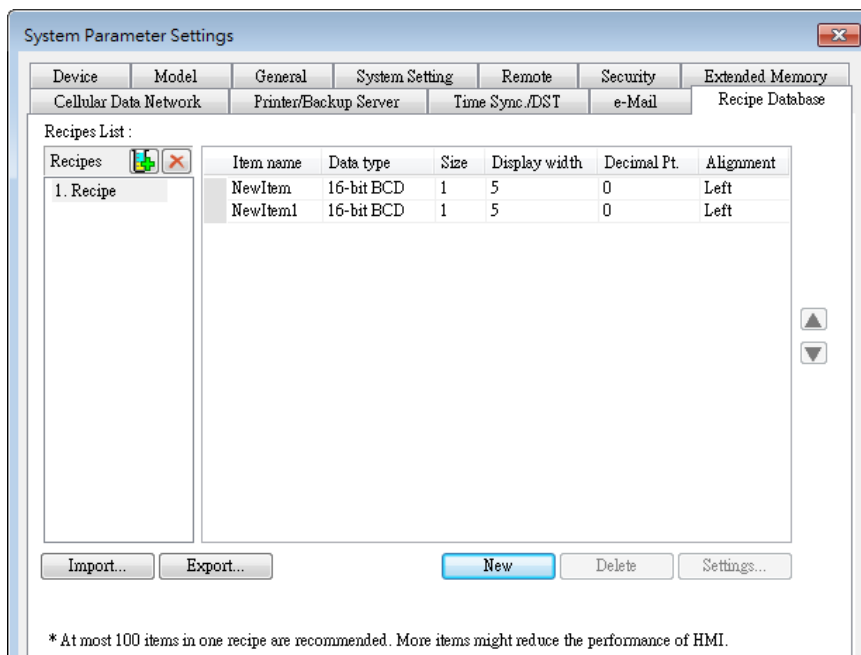 System Parameter Settings
Device Model General System Setting Remote Security Extended Memory
Cellular Data Network Printer/Backup Server Time Sync./DST e-Mail Recipe Database
Recipes List :
Recipes Item name Data type Size Display width Decimal Pt. Alignment
1. Recipe NewItem 16-bit BCD 1 5 0 Left
NewItem1 16-bit BCD 1 5 0 Left
Import... Export... New Delete Settings...
* At most 100 items in one recipe are recommended. More items might reduce the performance of HMI.